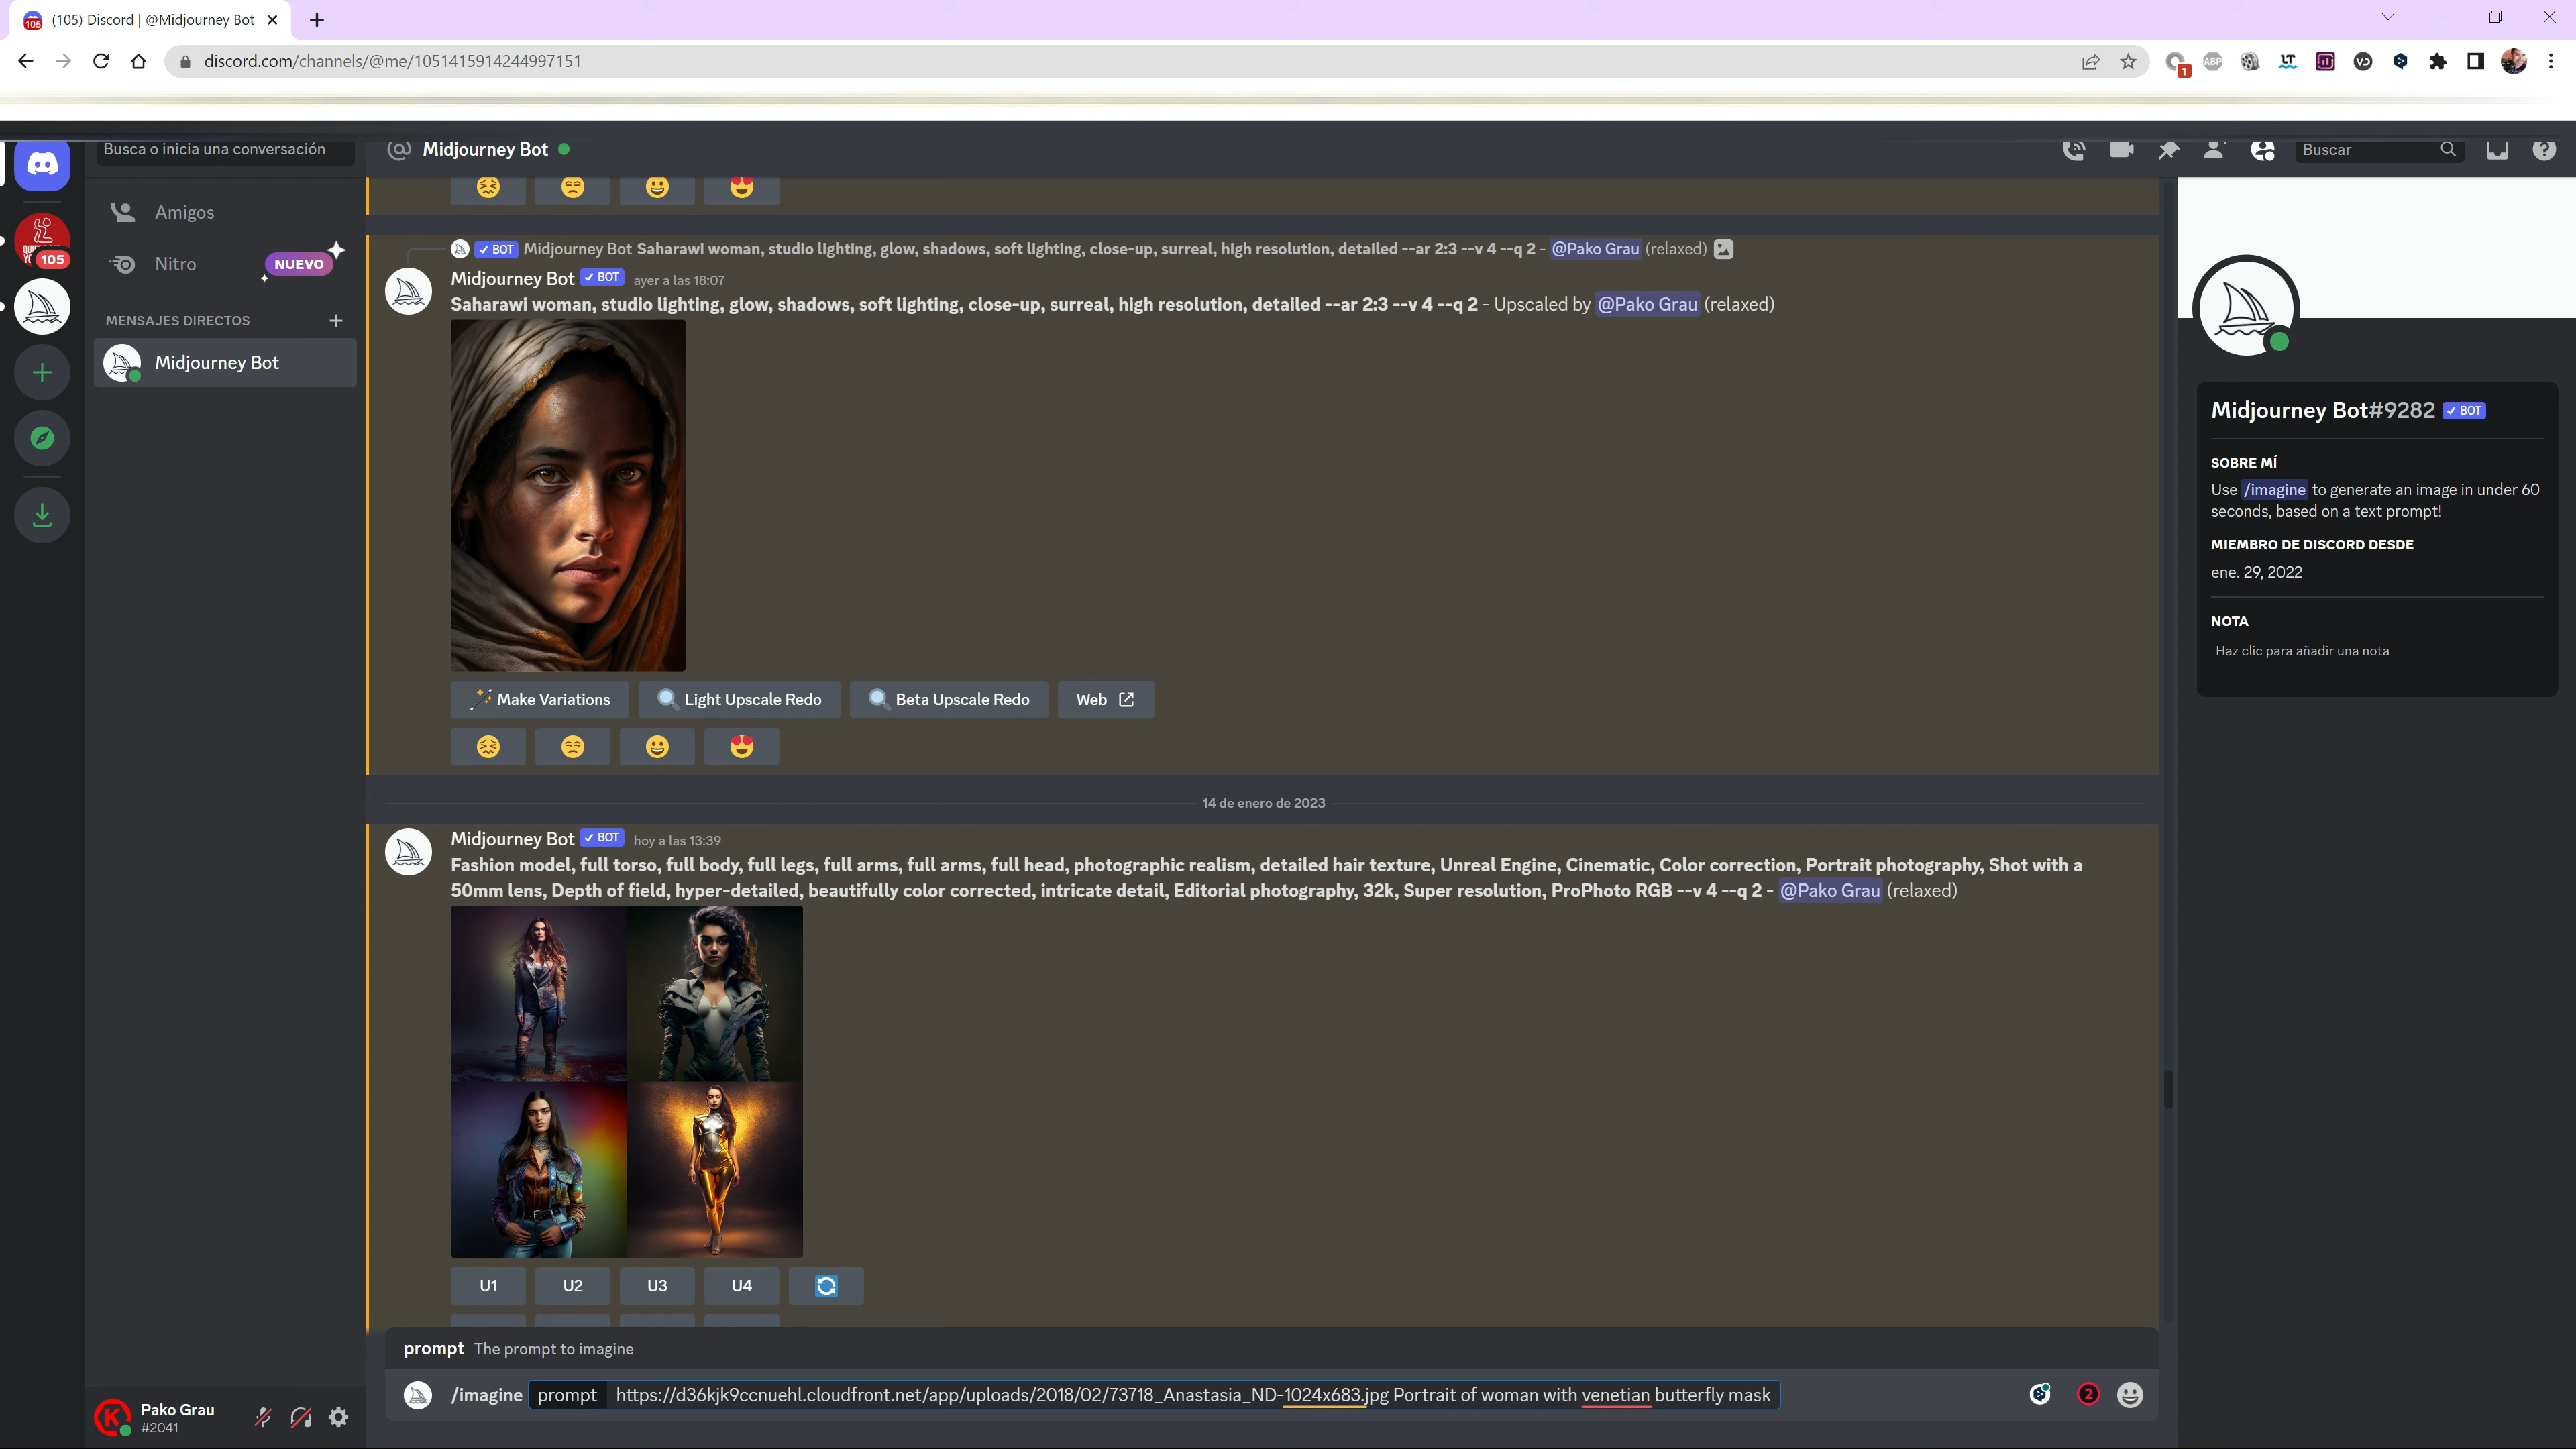 105
(105) Discord | @Midjourney Bot
discord.com/channels/@me/1051415914244997151
1
ABP
LT
Busca o inicia una conversación
Midjourney Bot
Buscar
105
Amigos
Nitro
NUEVO
MENSAJES DIRECTOS
Midjourney Bot
BOT Midjourney Bot Saharawi woman, studio lighting, glow, shadows, soft lighting, close-up, surreal, high resolution, detailed --ar 2:3 --v 4 --q 2 - @Pako Grau (relaxed)
Midjourney Bot BOT ayer a las 18:07
Saharawi woman, studio lighting, glow, shadows, soft lighting, close-up, surreal, high resolution, detailed --ar 2:3 --v 4 --q 2 - Upscaled by @Pako Grau (relaxed)
Make Variations
Light Upscale Redo
Beta Upscale Redo
Web
14 de enero de 2023
Midjourney Bot BOT hoy a las 13:39
Fashion model, full torso, full body, full legs, full arms, full arms, full head, photographic realism, detailed hair texture, Unreal Engine, Cinematic, Color correction, Portrait photography, Shot with a
50mm lens, Depth of field, hyper-detailed, beautifully color corrected, intricate detail, Editorial photography, 32k, Super resolution, ProPhoto RGB --v 4 --q 2 - @Pako Grau (relaxed)
U1 U2 U3 U4
prompt The prompt to imagine
/imagine prompt https://d36kjk9ccnuehl.cloudfront.net/app/uploads/2018/02/73718_Anastasia_ND-1024x683.jpg Portrait of woman with venetian butterfly mask
2
Pako Grau
#2041
Midjourney Bot#9282 BOT
SOBRE MÍ
Use /imagine to generate an image in under 60
seconds, based on a text prompt!
MIEMBRO DE DISCORD DESDE
ene. 29, 2022
NOTA
Haz clic para añadir una nota